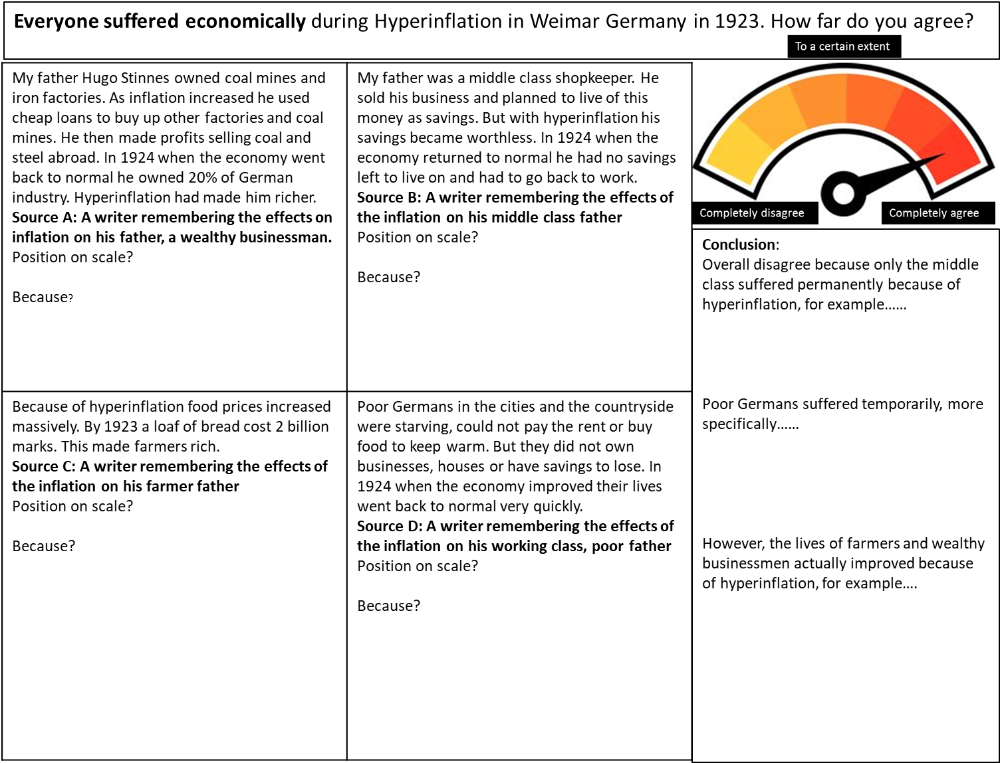 Everyone suffered economically during Hyperinflation in Weimar Germany in 1923. How far do you agree?
To a certain extent
My father Hugo Stinnes owned coal mines and
iron factories. As inflation increased he used
cheap loans to buy up other factories and coal
mines. He then made profits selling coal and
steel abroad. In 1924 when the economy went
back to normal he owned 20% of German
industry. Hyperinflation had made him richer.
Source A: A writer remembering the effects on
inflation on his father, a wealthy businessman.
Position on scale?
Because?
My father was a middle class shopkeeper. He
sold his business and planned to live of this
money as savings. But with hyperinflation his
savings became worthless. In 1924 when the
economy returned to normal he had no savings
left to live on and had to go back to work.
Source B: A writer remembering the effects of
the inflation on his middle class father
Position on scale?
Because?
Completely disagree
Completely agree
Because of hyperinflation food prices increased
massively. By 1923 a loaf of bread cost 2 billion
marks. This made farmers rich.
Source C: A writer remembering the effects of
the inflation on his farmer father
Position on scale?
Because?
Poor Germans in the cities and the countryside
were starving, could not pay the rent or buy
food to keep warm. But they did not own
businesses, houses or have savings to lose. In
1924 when the economy improved their lives
went back to normal very quickly.
Source D: A writer remembering the effects of
the inflation on his working class, poor father
Position on scale?
Because?
Conclusion:
Overall disagree because only the middle
class suffered permanently because of
hyperinflation, for example……
Poor Germans suffered temporarily, more
specifically……
However, the lives of farmers and wealthy
businessmen actually improved because
of hyperinflation, for example….